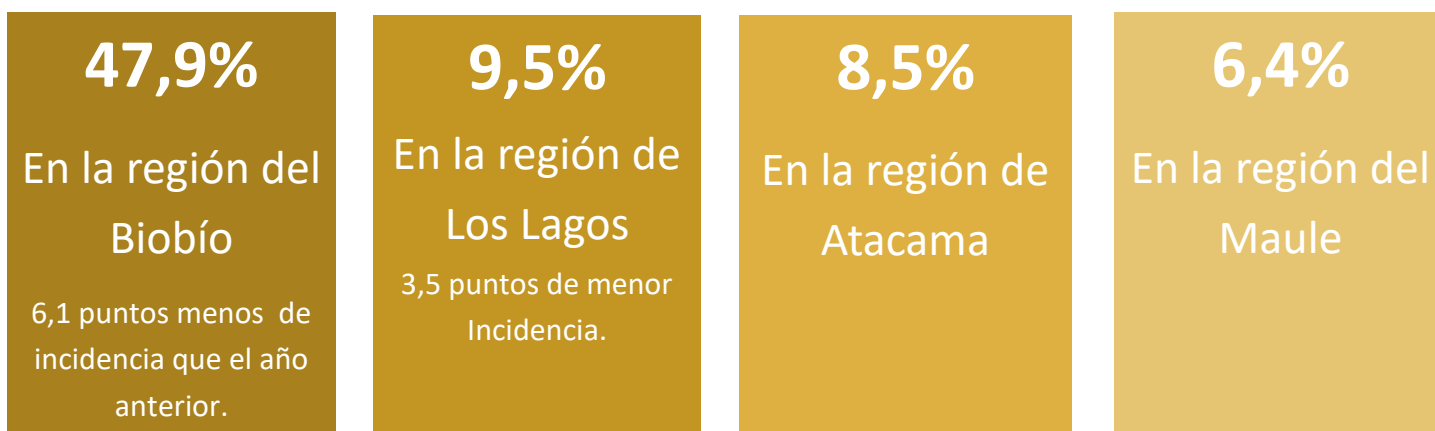 47,9%
En la región del
Biobío
6,1 puntos menos  de
incidencia que el año
anterior.
9,5%
En la región de
Los Lagos
3,5 puntos de menor
Incidencia.
8,5%
En la región de
Atacama
6,4%
En la región del
Maule